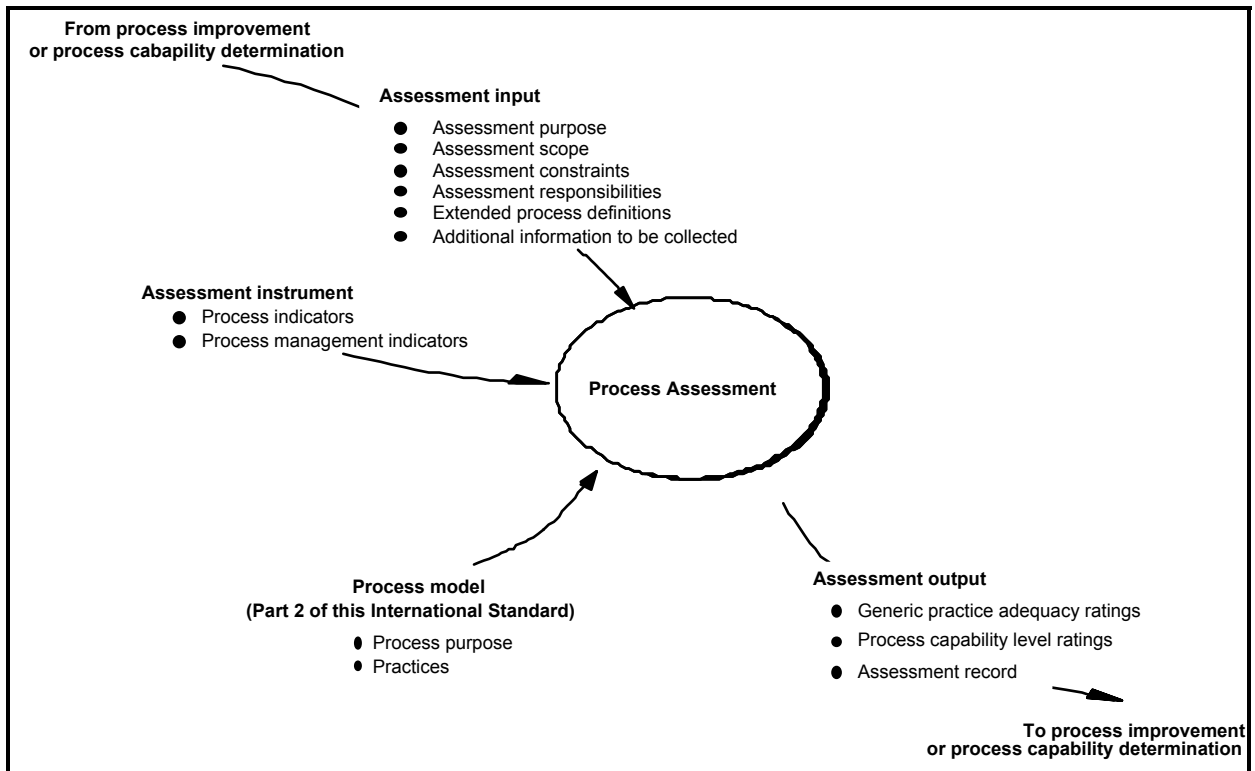 From process improvement
or process cabapility determination
Assessment input
● Assessment purpose
● Assessment scope
● Assessment constraints
● Assessment responsibilities
● Extended process definitions
● Additional information to be collected
Assessment instrument
● Process indicators
● Process management indicators
Process Assessment
Process model
(Part 2 of this International Standard)
● Process purpose
● Practices
Assessment output
● Generic practice adequacy ratings
● Process capability level ratings
● Assessment record
To process improvement
or process capability determination